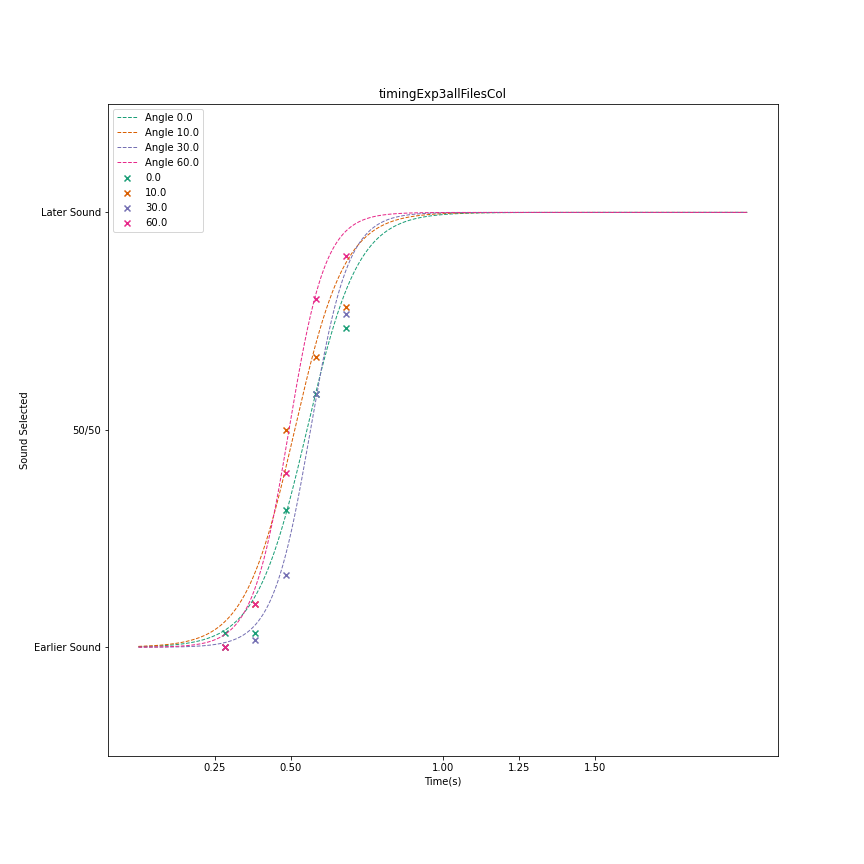 timingExp3allFilesCol
Angle 0.0
Angle 10.0
Angle 30.0
Angle 60.0
0.0
10.0
30.0
60.0
Later Sound
50/50
Earlier Sound
Sound Selected
0.25 0.50 1.00 1.25 1.50
Time(s)